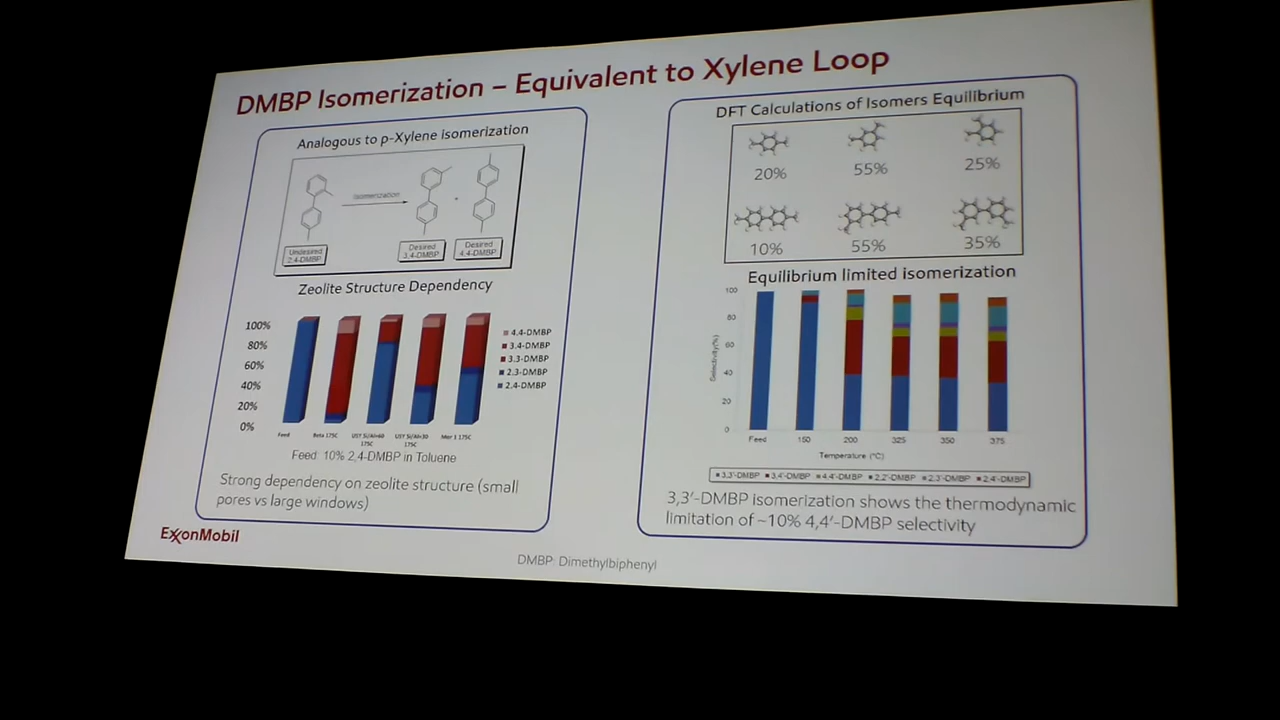 DMBP Isomerization – Equivalent to Xylene Loop
Analogous to p-Xylene isomerization
Isomerization
+
Undesired
2,4-DMBP
Desired
3,4-DMBP
Desired
4,4-DMBP
Zeolite Structure Dependency
100%
80%
60%
40%
20%
0%
4,4-DMBP
3,4-DMBP
3,3-DMBP
2,3-DMBP
2,4-DMBP
Feed
Beta 175C
USY Si/Al=60
175C
USY Si/Al=30
175C
Mor 1 175C
Feed: 10% 2,4-DMBP in Toluene
Strong dependency on zeolite structure (small
pores vs large windows)
ExxonMobil
DFT Calculations of Isomers Equilibrium
20% 55% 25%
10% 55% 35%
Equilibrium limited isomerization
100
80
60
40
20
0
Selectivity(%)
Feed 150 200 325 350 375
Temperature (°C)
3,3'-DMBP 3,4'-DMBP 4,4'-DMBP 2,2'-DMBP 2,3'-DMBP 2,4'-DMBP
3,3'-DMBP isomerization shows the thermodynamic
limitation of ~10% 4,4'-DMBP selectivity
DMBP: Dimethylbiphenyl